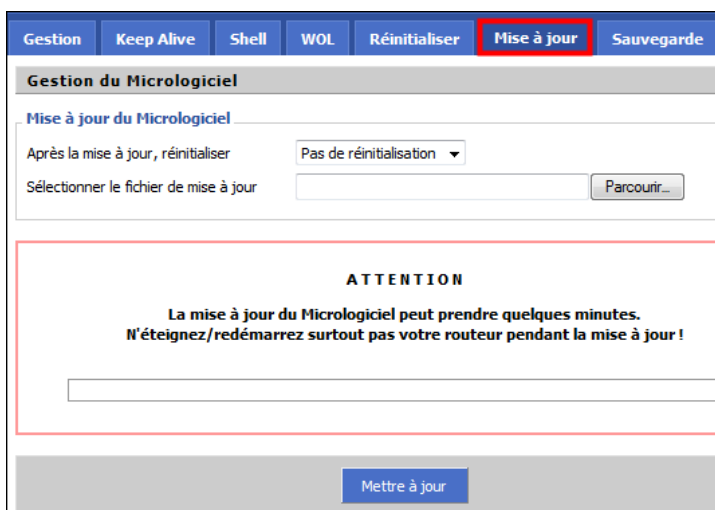 Gestion Keep Alive Shell WOL Réinitialiser Mise à jour Sauvegarde
Gestion du Micrologiciel
Mise à jour du Micrologiciel
Après la mise à jour, réinitialiser Pas de réinitialisation
Sélectionner le fichier de mise à jour Parcourir...
ATTENTION
La mise à jour du Micrologiciel peut prendre quelques minutes.
N'éteignez/redémarrez surtout pas votre routeur pendant la mise à jour !
Mettre à jour